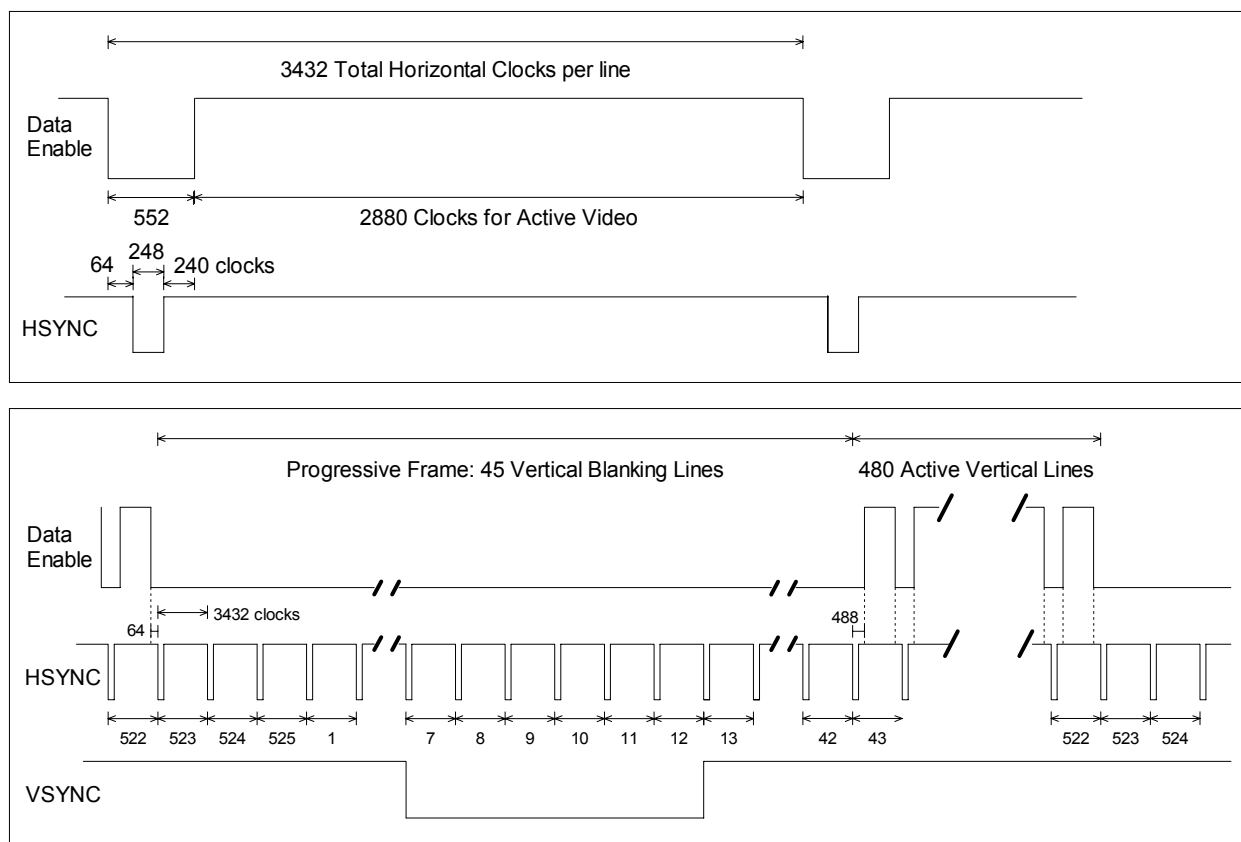 3432 Total Horizontal Clocks per line
Data
Enable
552
2880 Clocks for Active Video
248
64
240 clocks
HSYNC
Progressive Frame: 45 Vertical Blanking Lines
480 Active Vertical Lines
Data
Enable
3432 clocks
64
488
HSYNC
522 523 524 525 1 7 8 9 10 11 12 13 42 43 522 523 524
VSYNC